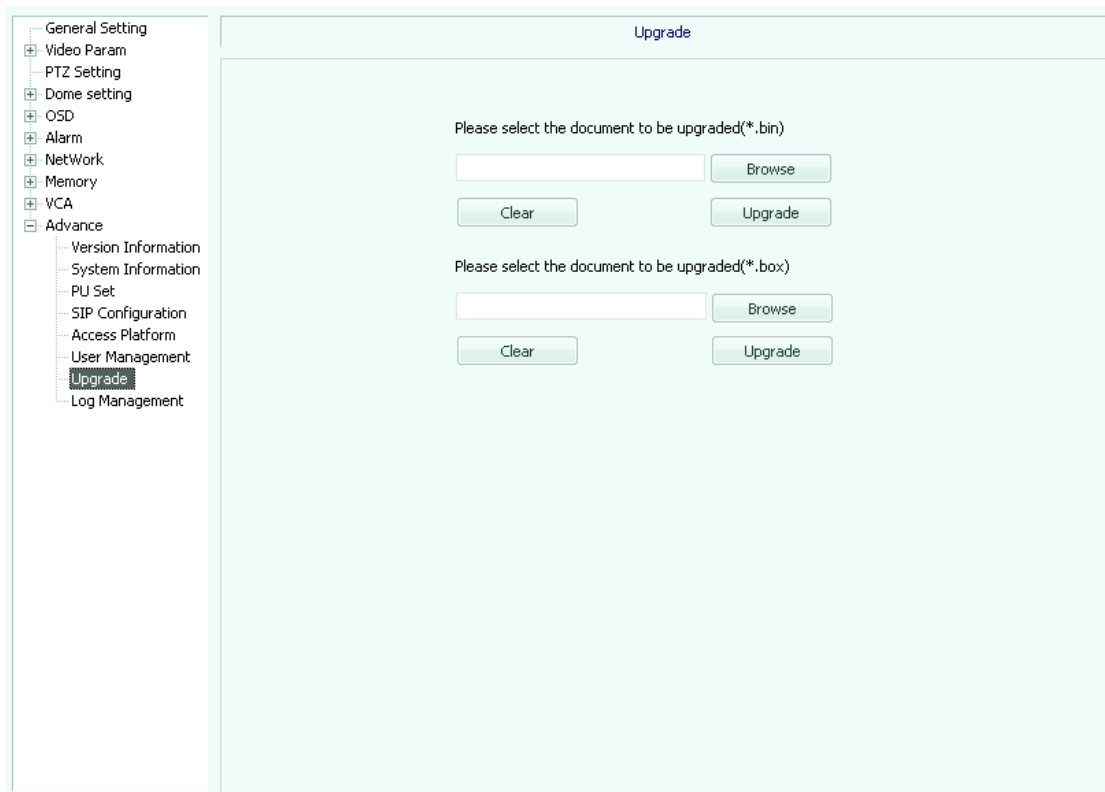 General Setting
Video Param
PTZ Setting
Dome setting
OSD
Alarm
NetWork
Memory
VCA
Advance
Version Information
System Information
PU Set
SIP Configuration
Access Platform
User Management
Upgrade
Log Management
Upgrade
Please select the document to be upgraded(*.bin)
Browse
Clear Upgrade
Please select the document to be upgraded(*.box)
Browse
Clear Upgrade